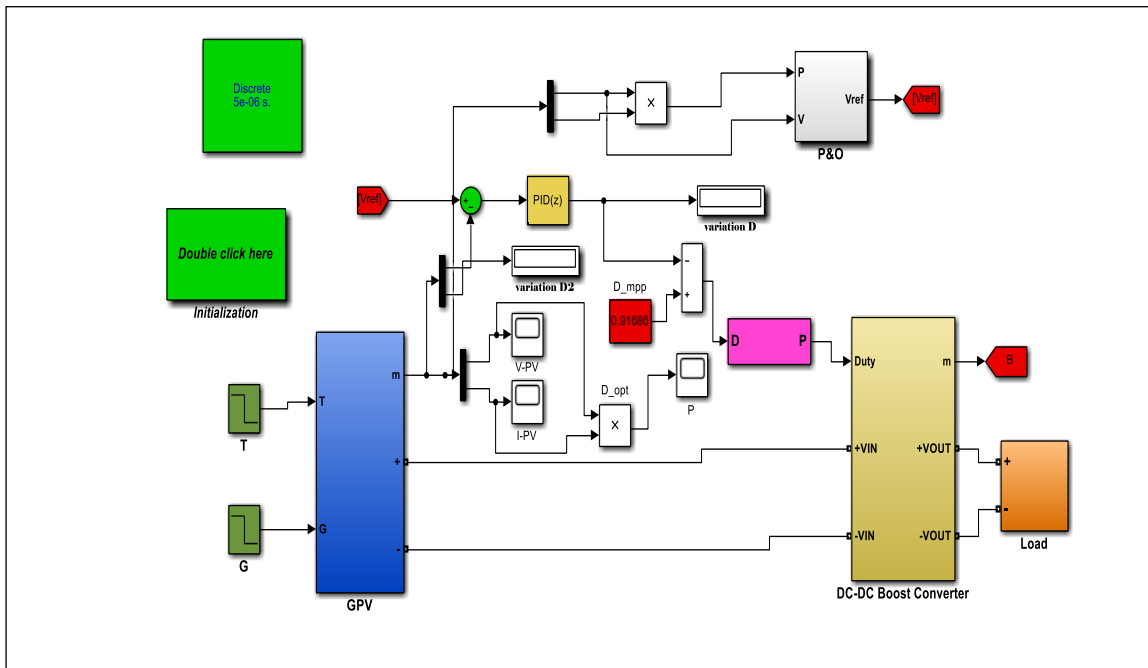 Discrete
5e-06 s.
P
V
Vref
P&O
[Vref]
X
[Vref]
+
−
PID(z)
variation D
Double click here
Initialization
variation D2
D_mpp
0.91686
−
+
D
P
V-PV
I-PV
D_opt
X
P
T
G
T
G
m
+
-
GPV
Duty
+VIN
-VIN
m
+VOUT
-VOUT
DC-DC Boost Converter
B
+
-
Load